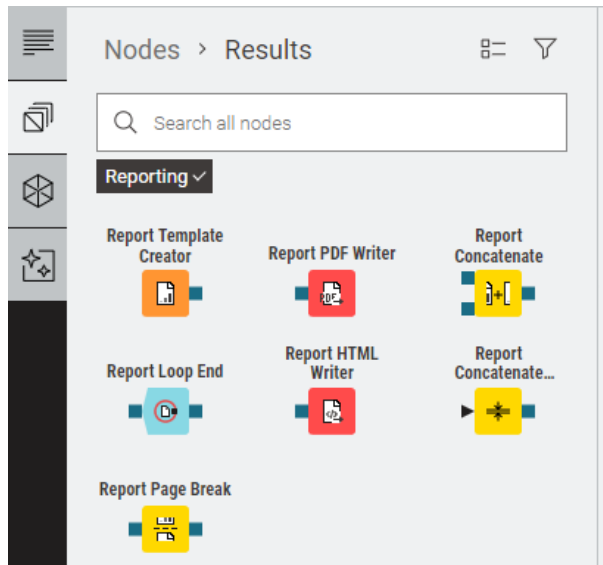 Nodes › Results
Search all nodes
Reporting
Report Template
Creator
Report PDF Writer
PDF
Report
Concatenate
Report Loop End
Report HTML
Writer
</>
Report
Concatenate...
Report Page Break